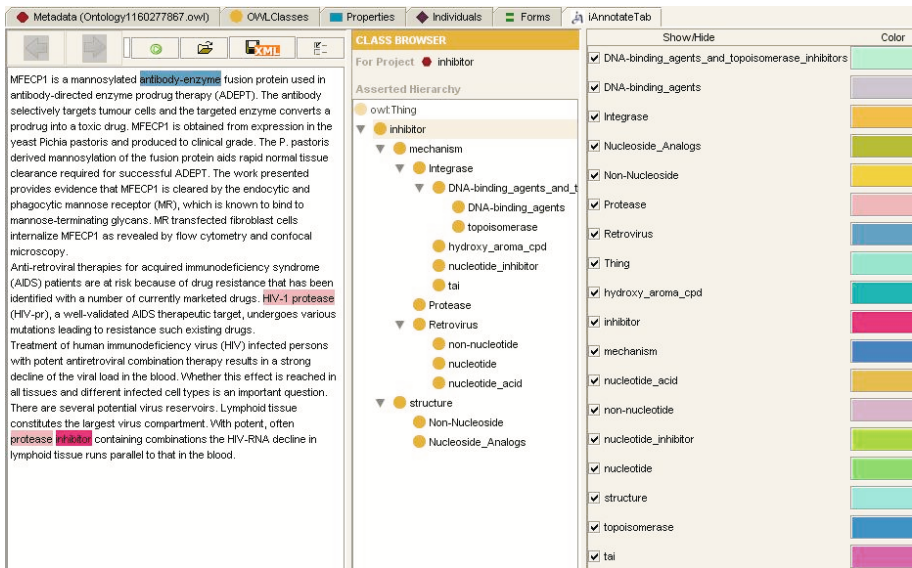 Metadata (Ontology1160277867.owl)
OWLClasses
Properties
Individuals
Forms
iAnnotateTab
XML
MFECP1 is a mannosylated antibody-enzyme fusion protein used in
antibody-directed enzyme prodrug therapy (ADEPT). The antibody
selectively targets tumour cells and the targeted enzyme converts a
prodrug into a toxic drug. MFECP1 is obtained from expression in the
yeast Pichia pastoris and produced to clinical grade. The P. pastoris
derived mannosylation of the fusion protein aids rapid normal tissue
clearance required for successful ADEPT. The work presented
provides evidence that MFECP1 is cleared by the endocytic and
phagocytic mannose receptor (MR), which is known to bind to
mannose-terminating glycans. MR transfected fibroblast cells
internalize MFECP1 as revealed by flow cytometry and confocal
microscopy.
Anti-retroviral therapies for acquired immunodeficiency syndrome
(AIDS) patients are at risk because of drug resistance that has been
identified with a number of currently marketed drugs. HIV-1 protease
(HIV-pr), a well-validated AIDS therapeutic target, undergoes various
mutations leading to resistance such existing drugs.
Treatment of human immunodeficiency virus (HIV) infected persons
with potent antiretroviral combination therapy results in a strong
decline of the viral load in the blood. Whether this effect is reached in
all tissues and different infected cell types is an important question.
There are several potential virus reservoirs. Lymphoid tissue
constitutes the largest virus compartment. With potent, often
protease inhibitor containing combinations the HIV-RNA decline in
lymphoid tissue runs parallel to that in the blood.
CLASS BROWSER
For Project inhibitor
Asserted Hierarchy
owl:Thing
inhibitor
mechanism
Integrase
DNA-binding_agents_and_t
DNA-binding_agents
topoisomerase
hydroxy_aroma_cpd
nucleotide_inhibitor
tai
Protease
Retrovirus
non-nucleotide
nucleotide
nucleotide_acid
structure
Non-Nucleoside
Nucleoside_Analogs
Show/Hide Color
DNA-binding_agents_and_topoisomerase_inhibitors
DNA-binding_agents
Integrase
Nucleoside_Analogs
Non-Nucleoside
Protease
Retrovirus
Thing
hydroxy_aroma_cpd
inhibitor
mechanism
nucleotide_acid
non-nucleotide
nucleotide_inhibitor
nucleotide
structure
topoisomerase
tai